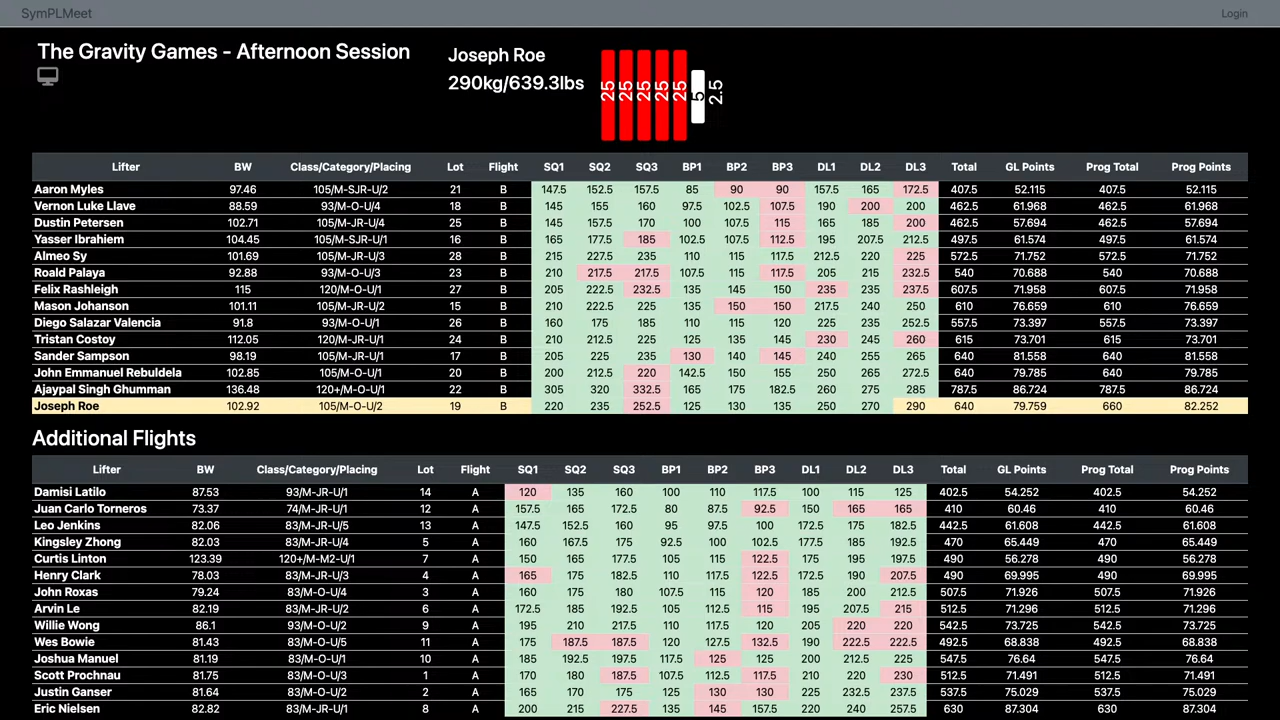 SymPLMeet Login
The Gravity Games - Afternoon Session
Joseph Roe
290kg/639.3lbs
25 25 25 25 25 5 2.5
Lifter BW Class/Category/Placing Lot Flight SQ1 SQ2 SQ3 BP1 BP2 BP3 DL1 DL2 DL3 Total GL Points Prog Total Prog Points
Aaron Myles 97.46 105/M-SJR-U/2 21 B 147.5 152.5 157.5 85 90 90 157.5 165 172.5 407.5 52.115 407.5 52.115
Vernon Luke Llave 88.59 93/M-O-U/4 18 B 145 155 160 97.5 102.5 107.5 190 200 200 462.5 61.968 462.5 61.968
Dustin Petersen 102.71 105/M-JR-U/4 25 B 145 157.5 170 100 107.5 115 165 185 200 462.5 57.694 462.5 57.694
Yasser Ibrahiem 104.45 105/M-SJR-U/1 16 B 165 177.5 185 102.5 107.5 112.5 195 207.5 212.5 497.5 61.574 497.5 61.574
Almeo Sy 101.69 105/M-JR-U/3 28 B 215 227.5 235 110 115 117.5 212.5 220 225 572.5 71.752 572.5 71.752
Roald Palaya 92.88 93/M-O-U/3 23 B 210 217.5 217.5 107.5 115 117.5 205 215 232.5 540 70.688 540 70.688
Felix Rashleigh 115 120/M-O-U/1 27 B 205 222.5 232.5 135 145 150 235 235 237.5 607.5 71.958 607.5 71.958
Mason Johanson 101.11 105/M-JR-U/2 15 B 210 222.5 225 135 150 150 217.5 240 250 610 76.659 610 76.659
Diego Salazar Valencia 91.8 93/M-O-U/1 26 B 160 175 185 110 115 120 225 235 252.5 557.5 73.397 557.5 73.397
Tristan Costoy 112.05 120/M-JR-U/1 24 B 210 212.5 225 125 135 145 230 245 260 615 73.701 615 73.701
Sander Sampson 98.19 105/M-JR-U/1 17 B 205 225 235 130 140 145 240 255 265 640 81.558 640 81.558
John Emmanuel Rebuldela 102.85 105/M-O-U/1 20 B 200 212.5 220 142.5 150 155 250 265 272.5 640 79.785 640 79.785
Ajaypal Singh Ghumman 136.48 120+/M-O-U/1 22 B 305 320 332.5 165 175 182.5 260 275 285 787.5 86.724 787.5 86.724
Joseph Roe 102.92 105/M-O-U/2 19 B 220 235 252.5 125 130 135 250 270 290 640 79.759 660 82.252
Additional Flights
Lifter BW Class/Category/Placing Lot Flight SQ1 SQ2 SQ3 BP1 BP2 BP3 DL1 DL2 DL3 Total GL Points Prog Total Prog Points
Damisi Latilo 87.53 93/M-JR-U/1 14 A 120 135 160 100 110 117.5 100 115 125 402.5 54.252 402.5 54.252
Juan Carlo Torneros 73.37 74/M-JR-U/1 12 A 157.5 165 172.5 80 87.5 92.5 150 165 165 410 60.46 410 60.46
Leo Jenkins 82.06 83/M-JR-U/5 13 A 147.5 152.5 160 95 97.5 100 172.5 175 182.5 442.5 61.608 442.5 61.608
Kingsley Zhong 82.03 83/M-JR-U/4 5 A 160 167.5 175 92.5 100 102.5 177.5 185 192.5 470 65.449 470 65.449
Curtis Linton 123.39 120+/M-M2-U/1 7 A 150 165 177.5 105 115 122.5 175 195 197.5 490 56.278 490 56.278
Henry Clark 78.03 83/M-JR-U/3 4 A 165 175 182.5 110 117.5 122.5 172.5 190 207.5 490 69.995 490 69.995
John Roxas 79.24 83/M-O-U/4 3 A 160 175 180 107.5 115 120 185 200 212.5 507.5 71.926 507.5 71.926
Arvin Le 82.19 83/M-JR-U/2 6 A 172.5 185 192.5 105 112.5 115 195 207.5 215 512.5 71.296 512.5 71.296
Willie Wong 86.1 93/M-O-U/2 9 A 195 210 217.5 110 117.5 120 205 220 220 542.5 73.725 542.5 73.725
Wes Bowie 81.43 83/M-O-U/5 11 A 175 187.5 187.5 120 127.5 132.5 190 222.5 222.5 492.5 68.838 492.5 68.838
Joshua Manuel 81.19 83/M-O-U/1 10 A 185 192.5 197.5 117.5 125 125 200 212.5 225 547.5 76.64 547.5 76.64
Scott Prochnau 81.75 83/M-O-U/3 1 A 170 180 187.5 107.5 112.5 117.5 210 220 230 512.5 71.491 512.5 71.491
Justin Ganser 81.64 83/M-O-U/2 2 A 165 170 175 125 130 130 225 232.5 237.5 537.5 75.029 537.5 75.029
Eric Nielsen 82.82 83/M-JR-U/1 8 A 200 215 227.5 135 145 157.5 220 240 257.5 630 87.304 630 87.304